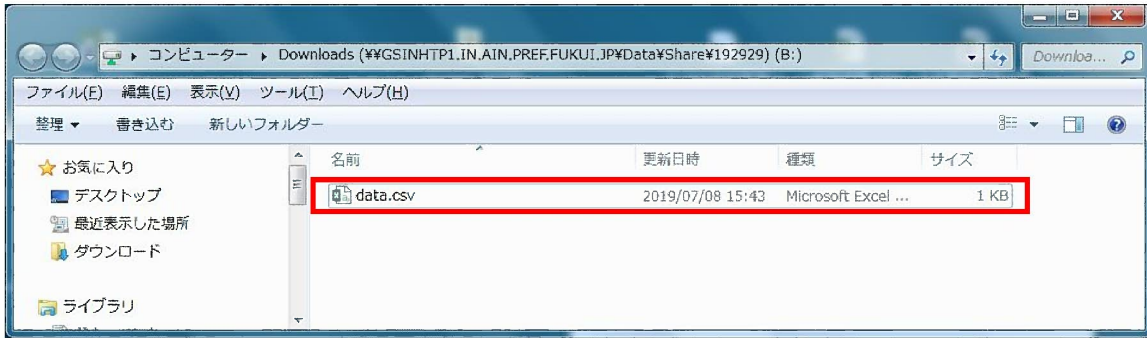 コンピューター ▸ Downloads (¥¥GSINHTP1.IN.AIN.PREF.FUKUI.JP¥Data¥Share¥192929) (B:) Downloa...
ファイル(F) 編集(E) 表示(V) ツール(T) ヘルプ(H)
整理 ▼ 書き込む 新しいフォルダー
お気に入り
デスクトップ
最近表示した場所
ダウンロード
ライブラリ
名前 更新日時 種類 サイズ
data.csv 2019/07/08 15:43 Microsoft Excel ... 1 KB